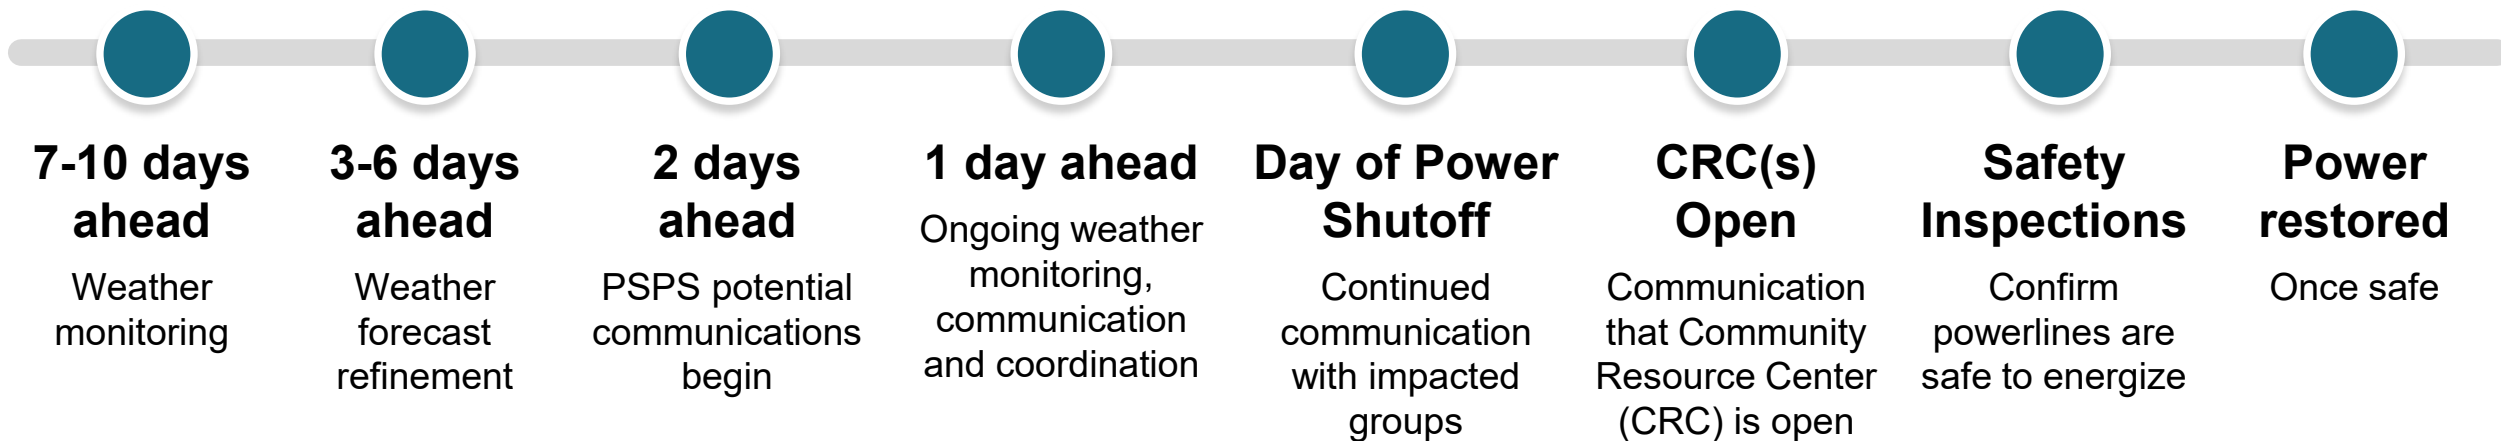 7-10 days
ahead
Weather
monitoring
3-6 days
ahead
Weather
forecast
refinement
2 days
ahead
PSPS potential
communications
begin
1 day ahead
Ongoing weather
monitoring,
communication
and coordination
Day of Power
Shutoff
Continued
communication
with impacted
groups
CRC(s)
Open
Communication
that Community
Resource Center
(CRC) is open
Safety
Inspections
Confirm
powerlines are
safe to energize
Power
restored
Once safe